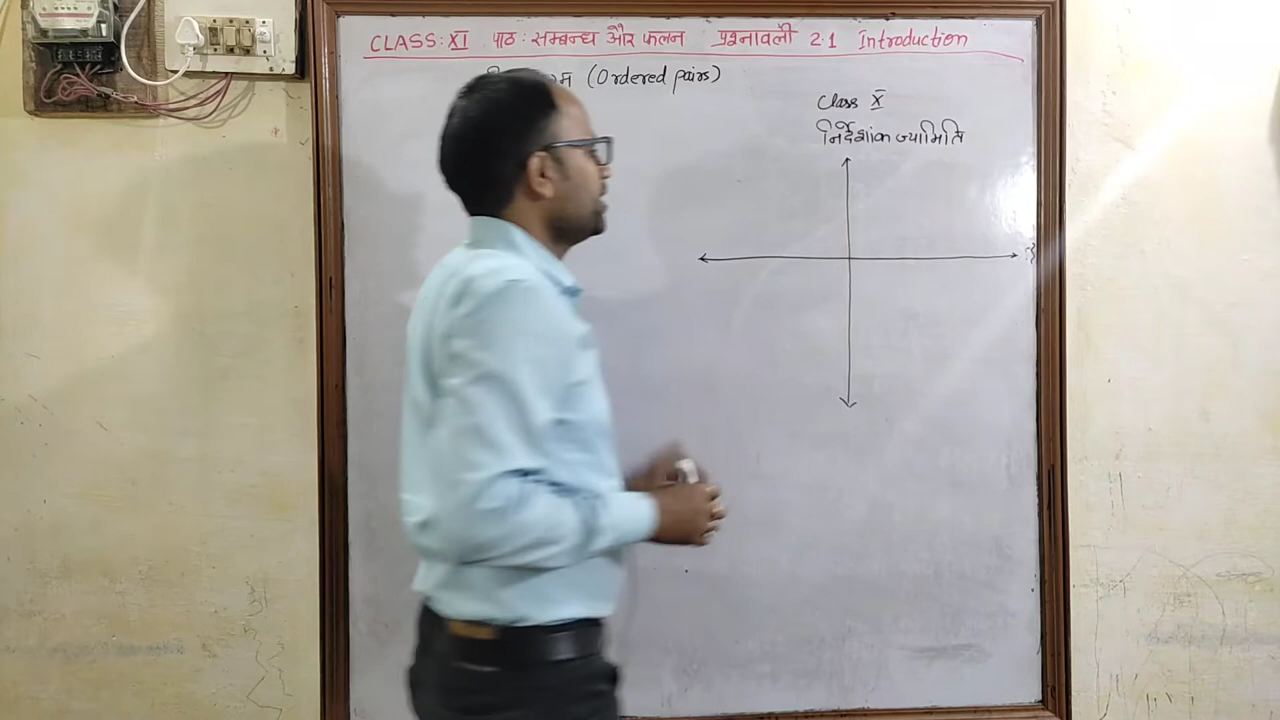 CLASS: XI पाठ: सम्बन्ध और फलन प्रश्नावली 2.1 Introduction
(Ordered pairs)
Class X
निर्देशांक ज्यामिति